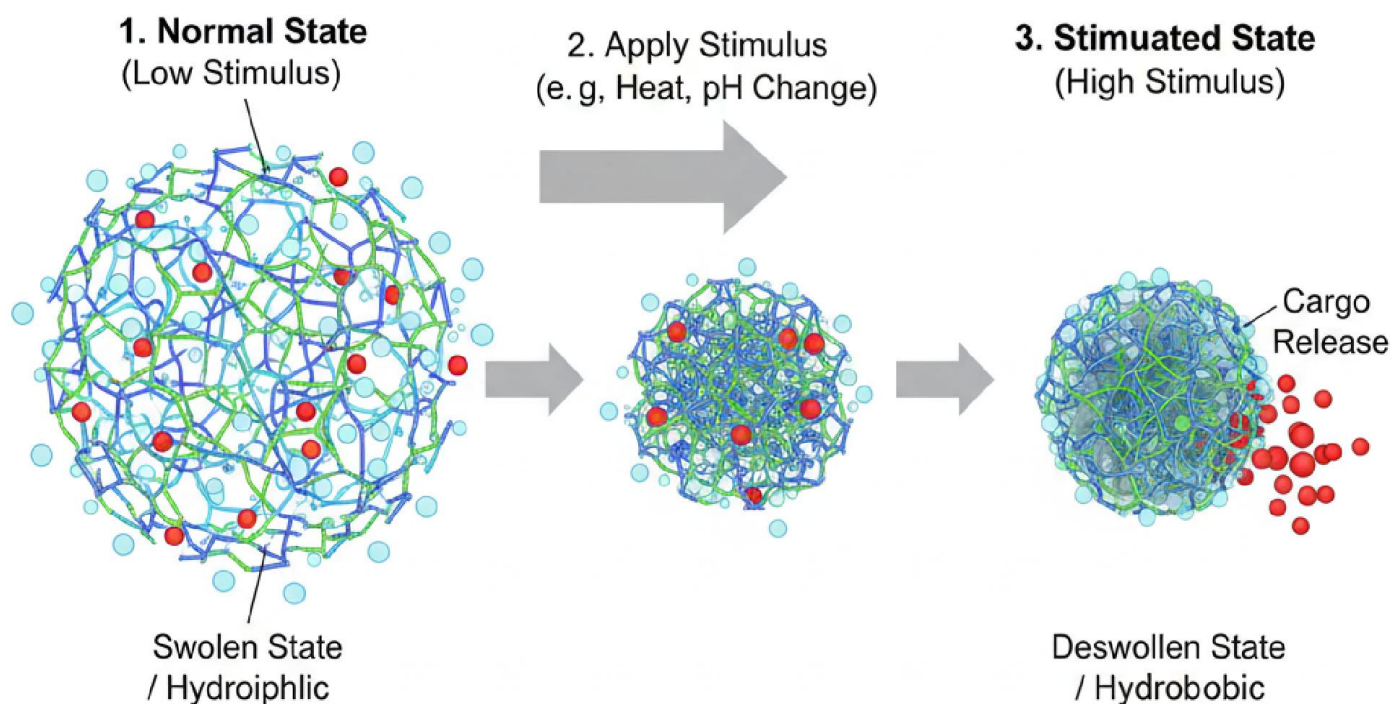 1. Normal State
(Low Stimulus)
2. Apply Stimulus
(e. g, Heat, pH Change)
3. Stimuated State
(High Stimulus)
Cargo
Release
Swolen State
/ Hydroiphlic
Deswollen State
/ Hydrobobic